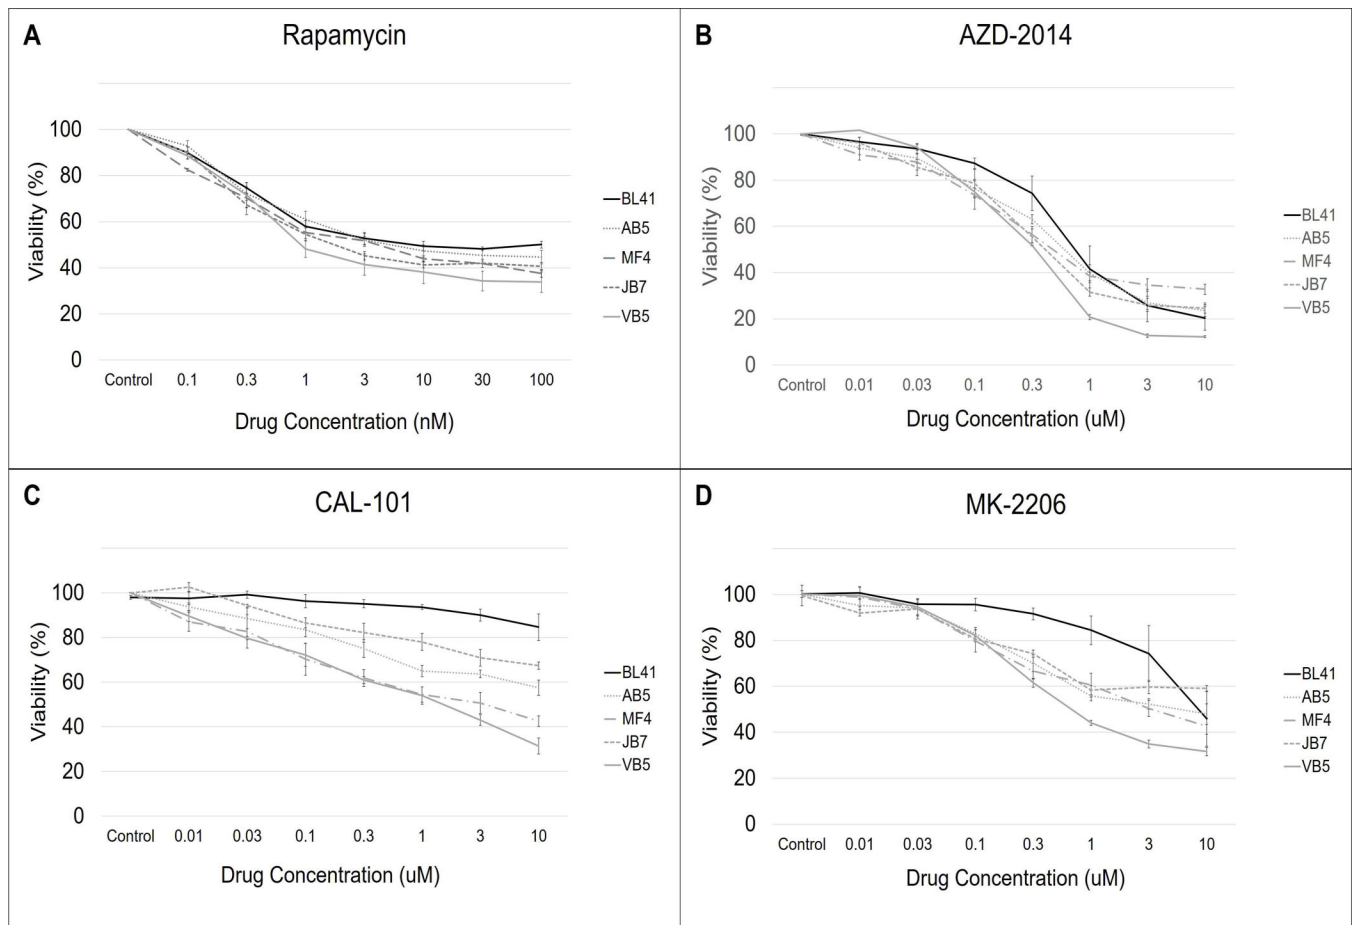 A
Rapamycin
Viability (%)
100
80
60
40
20
0
Control 0.1 0.3 1 3 10 30 100
Drug Concentration (nM)
BL41
AB5
MF4
JB7
VB5
B
AZD-2014
Viability (%)
100
80
60
40
20
0
Control 0.01 0.03 0.1 0.3 1 3 10
Drug Concentration (uM)
BL41
AB5
MF4
JB7
VB5
C
CAL-101
Viability (%)
100
80
60
40
20
0
Control 0.01 0.03 0.1 0.3 1 3 10
Drug Concentration (uM)
BL41
AB5
MF4
JB7
VB5
D
MK-2206
Viability (%)
100
80
60
40
20
0
Control 0.01 0.03 0.1 0.3 1 3 10
Drug Concentration (uM)
BL41
AB5
MF4
JB7
VB5